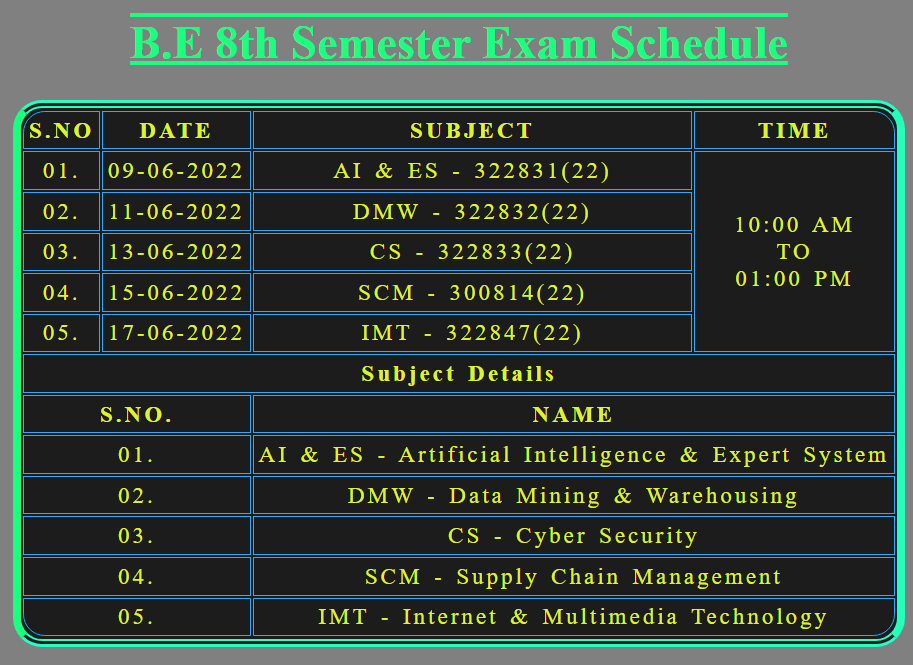 B.E 8th Semester Exam Schedule
S.NO DATE SUBJECT TIME
01. 09-06-2022 AI & ES - 322831(22)
02. 11-06-2022 DMW - 322832(22)
03. 13-06-2022 CS - 322833(22)
04. 15-06-2022 SCM - 300814(22)
05. 17-06-2022 IMT - 322847(22)
10:00 AM
TO
01:00 PM
Subject Details
S.NO. NAME
01. AI & ES - Artificial Intelligence & Expert System
02. DMW - Data Mining & Warehousing
03. CS - Cyber Security
04. SCM - Supply Chain Management
05. IMT - Internet & Multimedia Technology